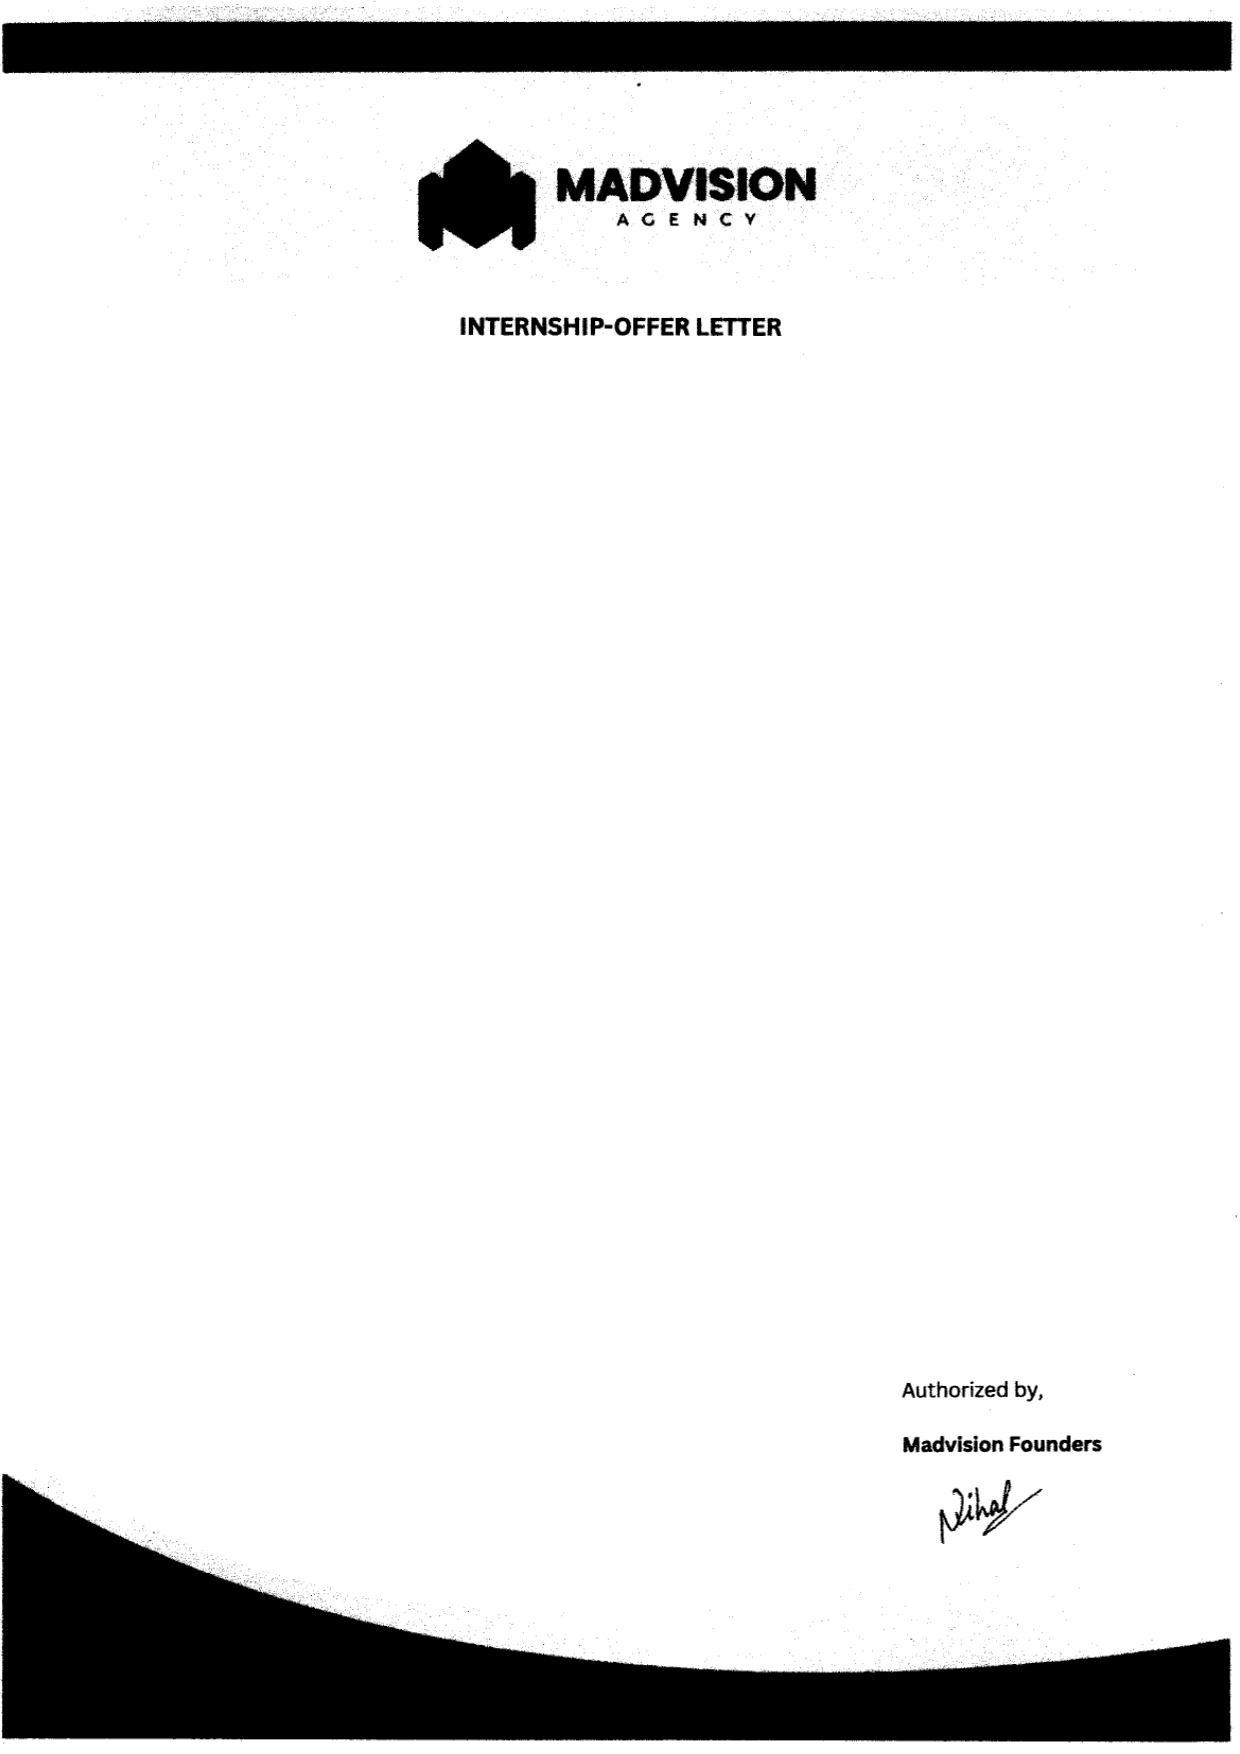 MADVISION
AGENCY
INTERNSHIP-OFFER LETTER
Authorized by,
Madvision Founders
Nihal